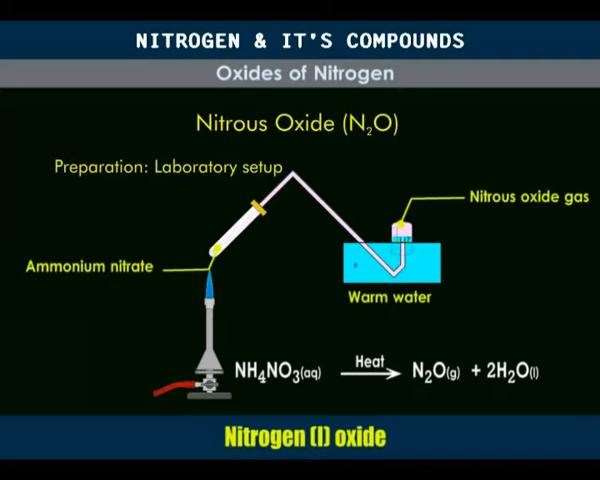 NITROGEN & IT'S COMPOUNDS
Oxides of Nitrogen
Nitrous Oxide (N₂O)
Preparation: Laboratory setup
Nitrous oxide gas
Ammonium nitrate
Warm water
NH₄NO₃(aq) Heat → N₂O(g) + 2H₂O(l)
Nitrogen (I) oxide